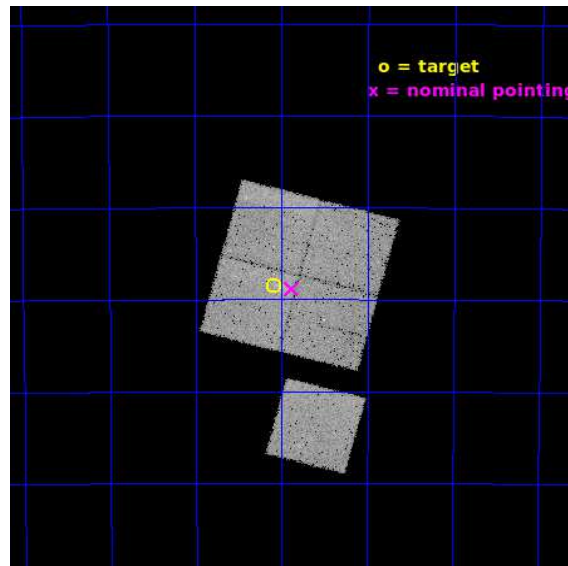 o = target
x = nominal pointing